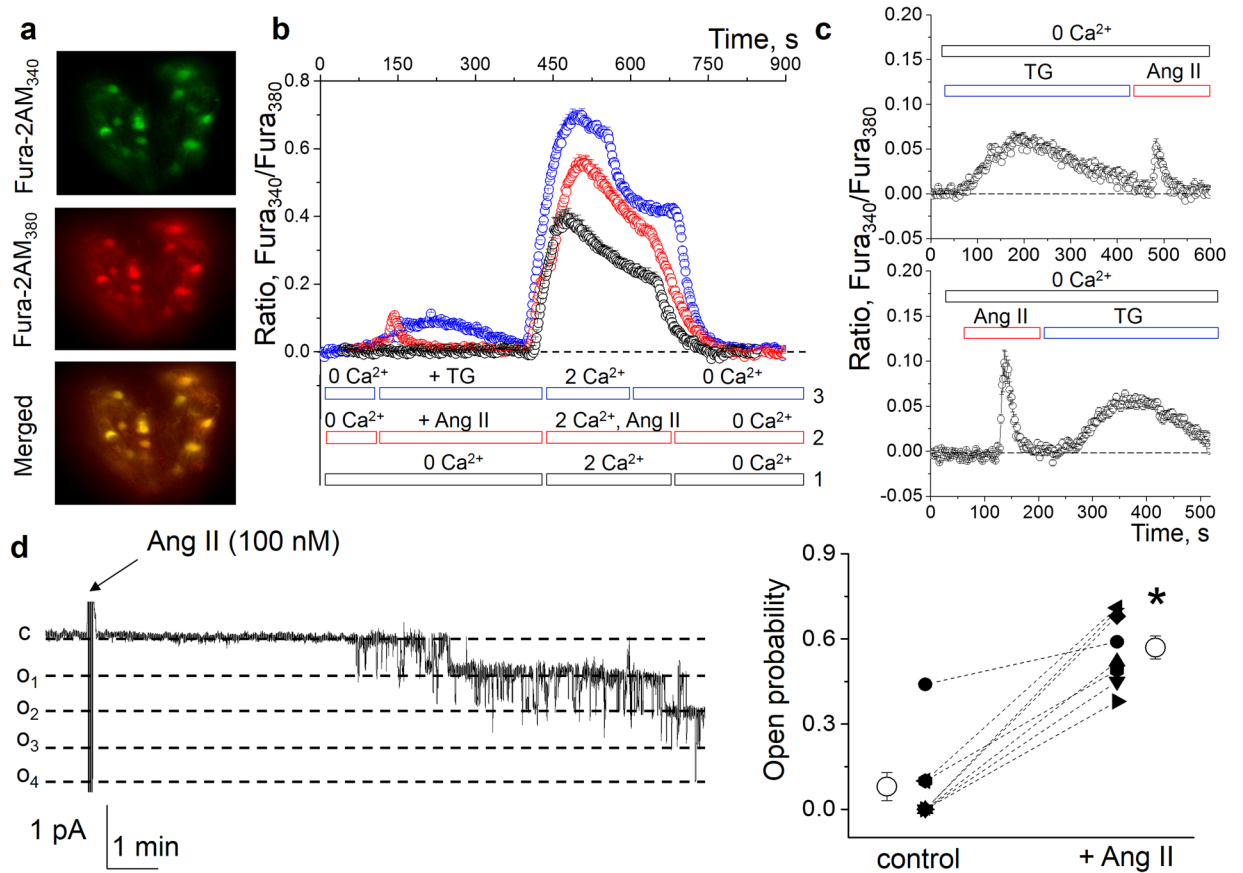 a
Fura-2AM340
Fura-2AM380
Merged
b
Time, s
0 150 300 450 600 750 900
Ratio, Fura340/Fura380
0.8
0.6
0.4
0.2
0.0
0 Ca2+ + TG 2 Ca2+ 0 Ca2+ 3
0 Ca2+ + Ang II 2 Ca2+, Ang II 0 Ca2+ 2
0 Ca2+ 2 Ca2+ 0 Ca2+ 1
c
Ratio, Fura340/Fura380
0.20
0.15
0.10
0.05
0.00
-0.05
0 Ca2+
TG Ang II
0 100 200 300 400 500 600
0.20
0.15
0.10
0.05
0.00
-0.05
0 Ca2+
Ang II TG
0 100 200 300 400 500
Time, s
d
Ang II (100 nM)
c
o1
o2
o3
o4
1 pA
1 min
Open probability
0.9
0.6
0.3
0.0
*
control + Ang II